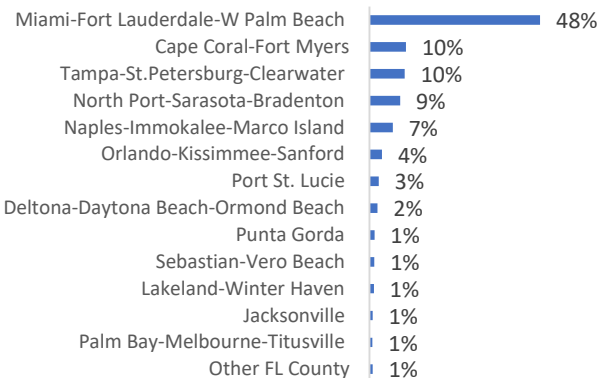 Miami-Fort Lauderdale-W Palm Beach 48%
Cape Coral-Fort Myers 10%
Tampa-St.Petersburg-Clearwater 10%
North Port-Sarasota-Bradenton 9%
Naples-Immokalee-Marco Island 7%
Orlando-Kissimmee-Sanford 4%
Port St. Lucie 3%
Deltona-Daytona Beach-Ormond Beach 2%
Punta Gorda 1%
Sebastian-Vero Beach 1%
Lakeland-Winter Haven 1%
Jacksonville 1%
Palm Bay-Melbourne-Titusville 1%
Other FL County 1%